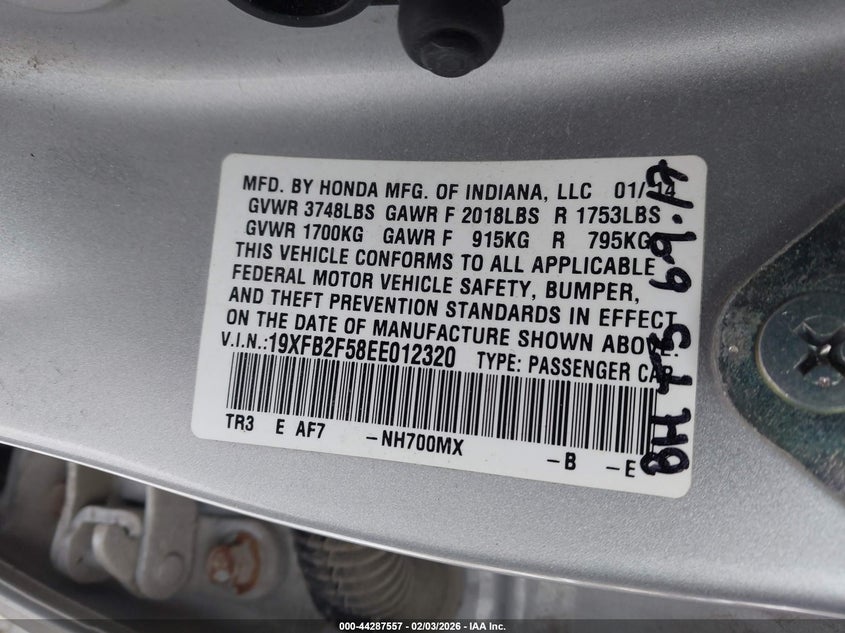 MFD. BY HONDA MFG. OF INDIANA, LLC 01/14
GVWR 3748LBS GAWR F 2018LBS R 1753LBS
GVWR 1700KG GAWR F 915KG R 795KG
THIS VEHICLE CONFORMS TO ALL APPLICABLE
FEDERAL MOTOR VEHICLE SAFETY, BUMPER,
AND THEFT PREVENTION STANDARDS IN EFFECT
ON THE DATE OF MANUFACTURE SHOWN ABOVE.
V.I.N.:19XFB2F58EE012320 TYPE: PASSENGER CAR
TR3 E AF7 -NH700MX -B -E
000-44287557 - 02/03/2026 - IAA Inc.